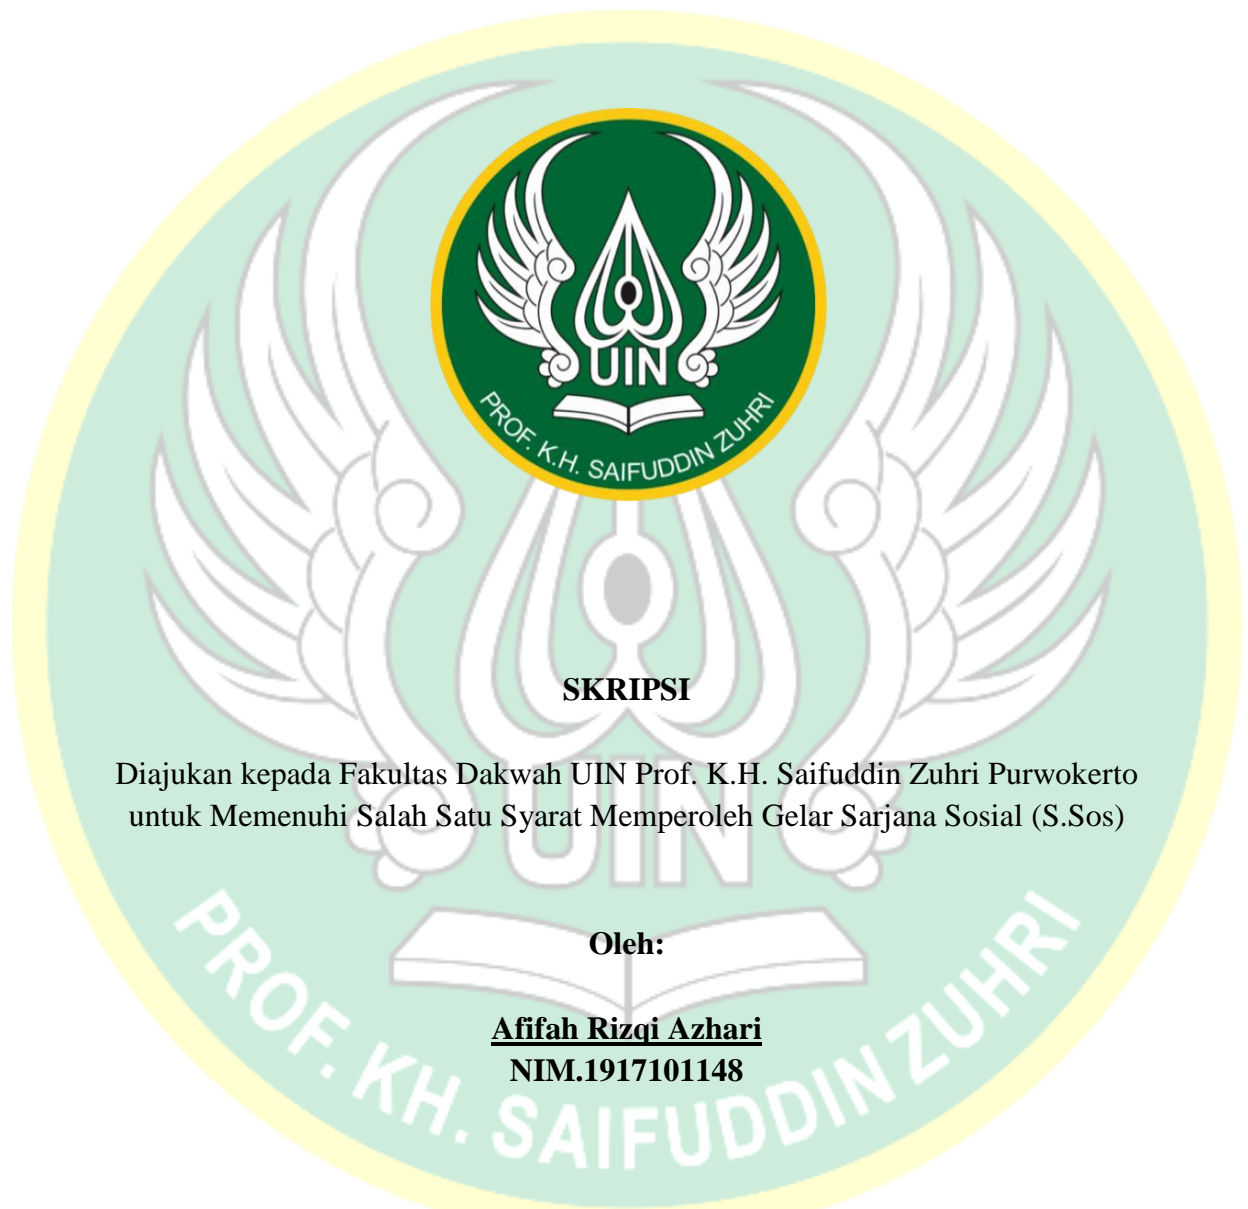 UIN
PROF. K.H. SAIFUDDIN ZUHRI
SKRIPSI
Diajukan kepada Fakultas Dakwah UIN Prof. K.H. Saifuddin Zuhri Purwokerto
untuk Memenuhi Salah Satu Syarat Memperoleh Gelar Sarjana Sosial (S.Sos)
UIN
Oleh:
Afifah Rizqi Azhari
NIM.1917101148
PROF. KH. SAIFUDDIN ZUHRI